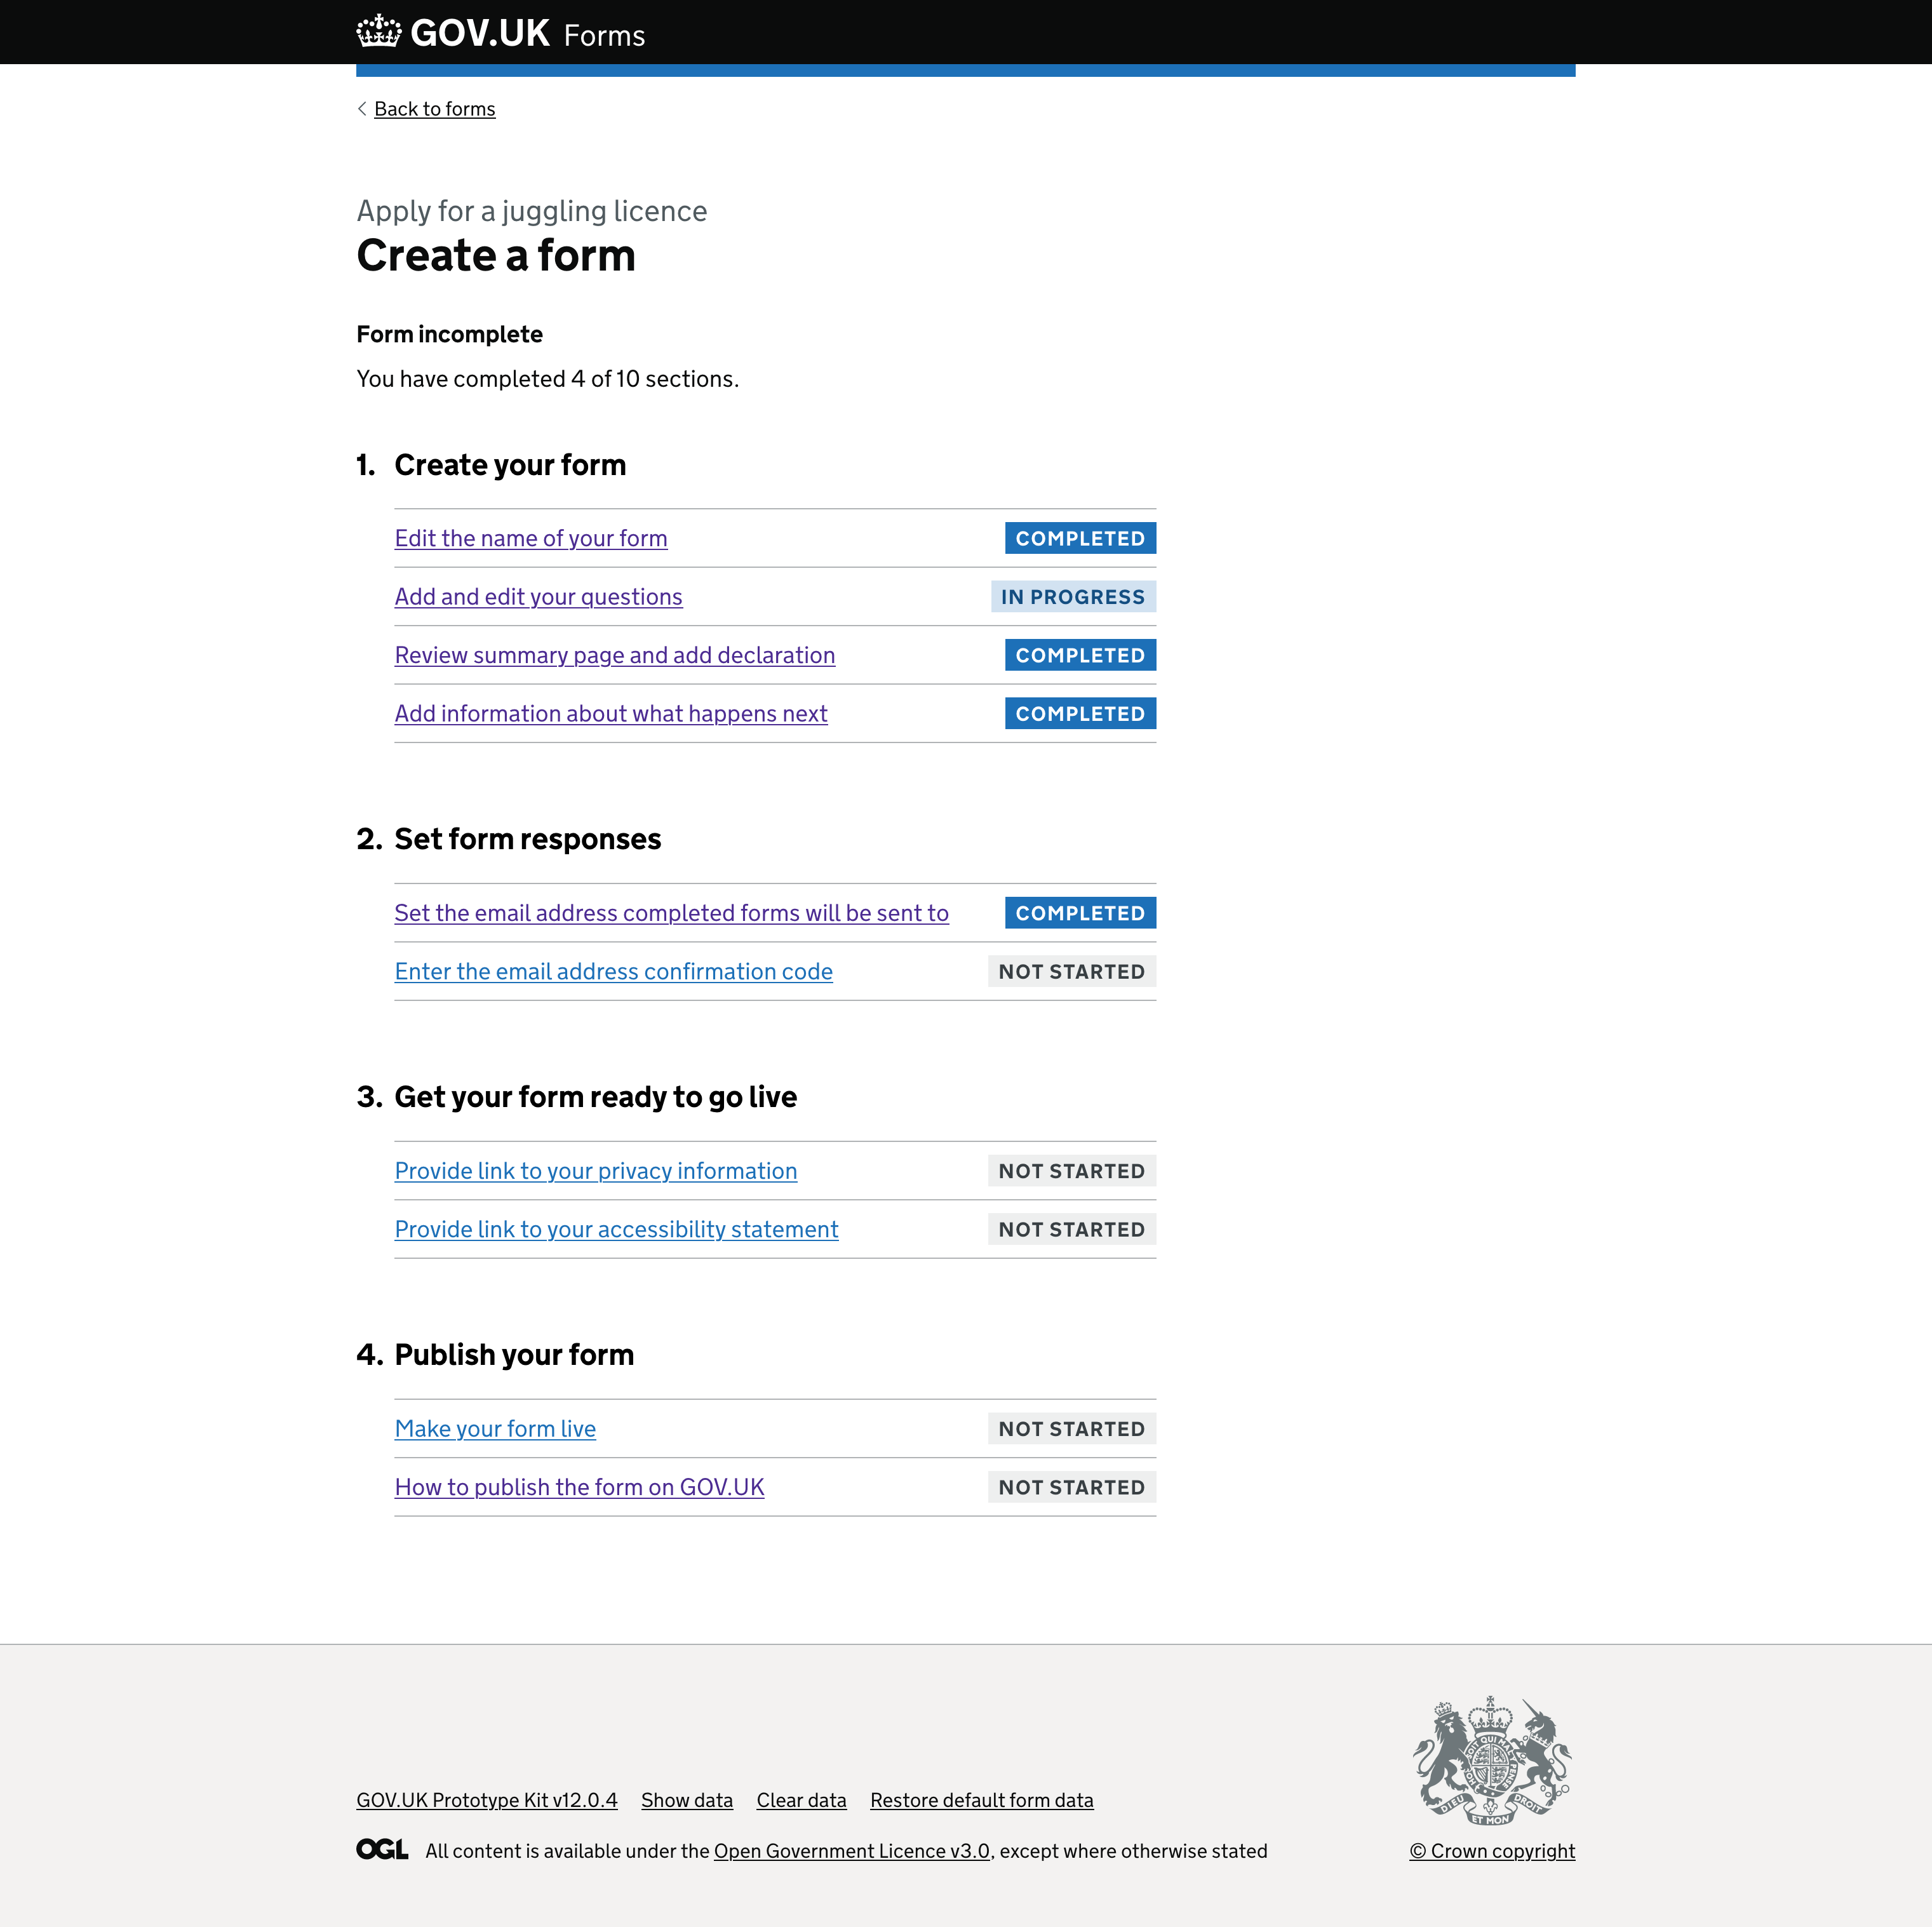 GOV.UK Forms
Back to forms
Apply for a juggling licence
Create a form
Form incomplete
You have completed 4 of 10 sections.
1. Create your form
Edit the name of your form COMPLETED
Add and edit your questions IN PROGRESS
Review summary page and add declaration COMPLETED
Add information about what happens next COMPLETED
2. Set form responses
Set the email address completed forms will be sent to COMPLETED
Enter the email address confirmation code NOT STARTED
3. Get your form ready to go live
Provide link to your privacy information NOT STARTED
Provide link to your accessibility statement NOT STARTED
4. Publish your form
Make your form live NOT STARTED
How to publish the form on GOV.UK NOT STARTED
GOV.UK Prototype Kit v12.0.4 Show data Clear data Restore default form data
DIEU ET MON DROIT
OGL All content is available under the Open Government Licence v3.0, except where otherwise stated © Crown copyright